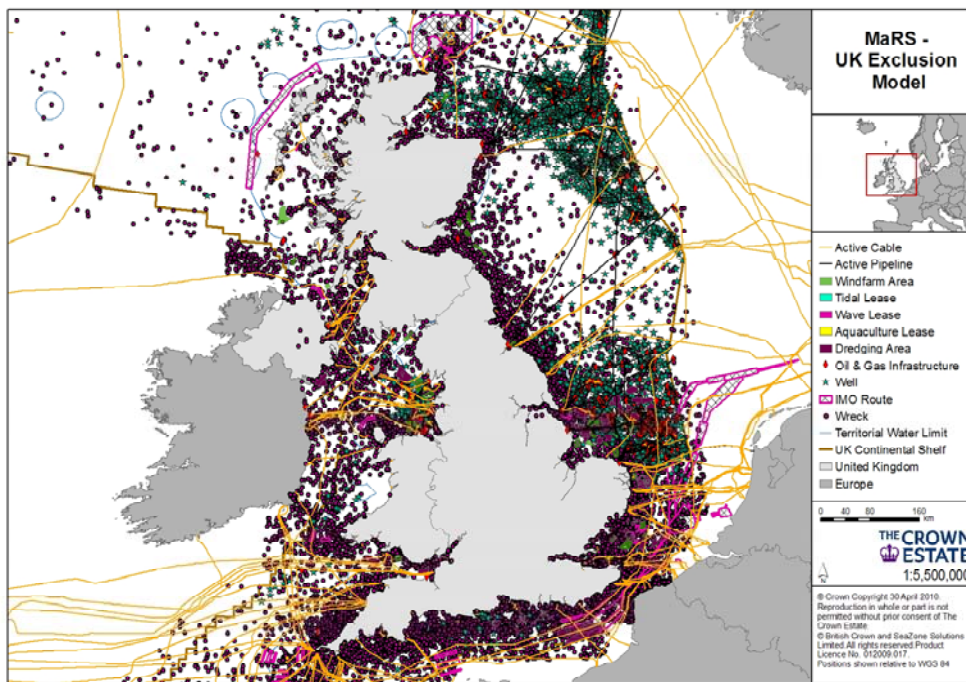 MaRS -
UK Exclusion
Model
Active Cable
Active Pipeline
Windfarm Area
Tidal Lease
Wave Lease
Aquaculture Lease
Dredging Area
Oil & Gas Infrastructure
Well
IMO Route
Wreck
Territorial Water Limit
UK Continental Shelf
United Kingdom
Europe
0 40 80 160
km
THE CROWN
ESTATE
N
1:5,500,000
© Crown Copyright 30 April 2010.
Reproduction in whole or part is not
permitted without prior consent of The
Crown Estate.
© British Crown and SeaZone Solutions
Limited.All rights reserved.Product
Licence No. 012009.017.
Positions shown relative to WGS 84